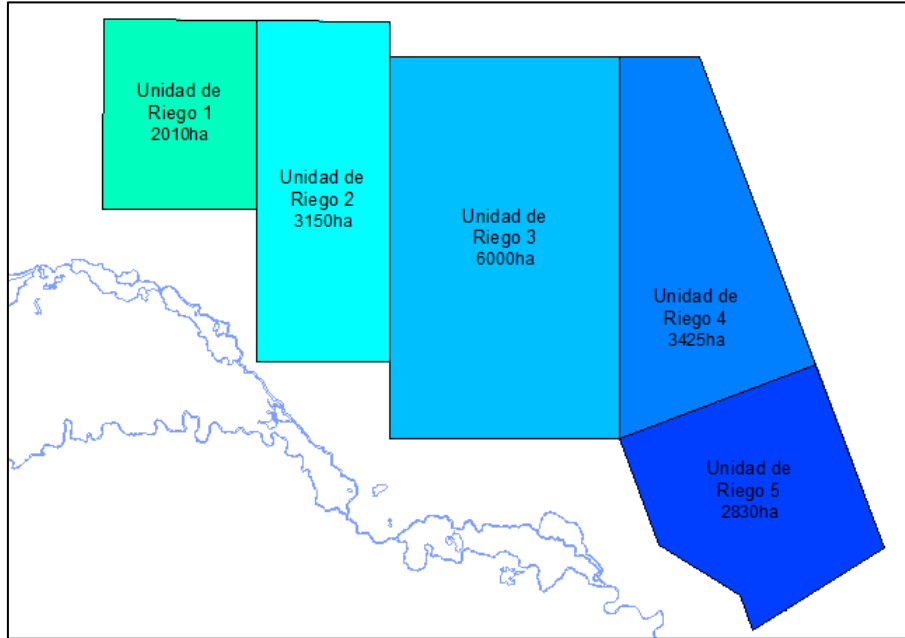 Unidad de
Riego 1
2010ha
Unidad de
Riego 2
3150ha
Unidad de
Riego 3
6000ha
Unidad de
Riego 4
3425ha
Unidad de
Riego 5
2830ha